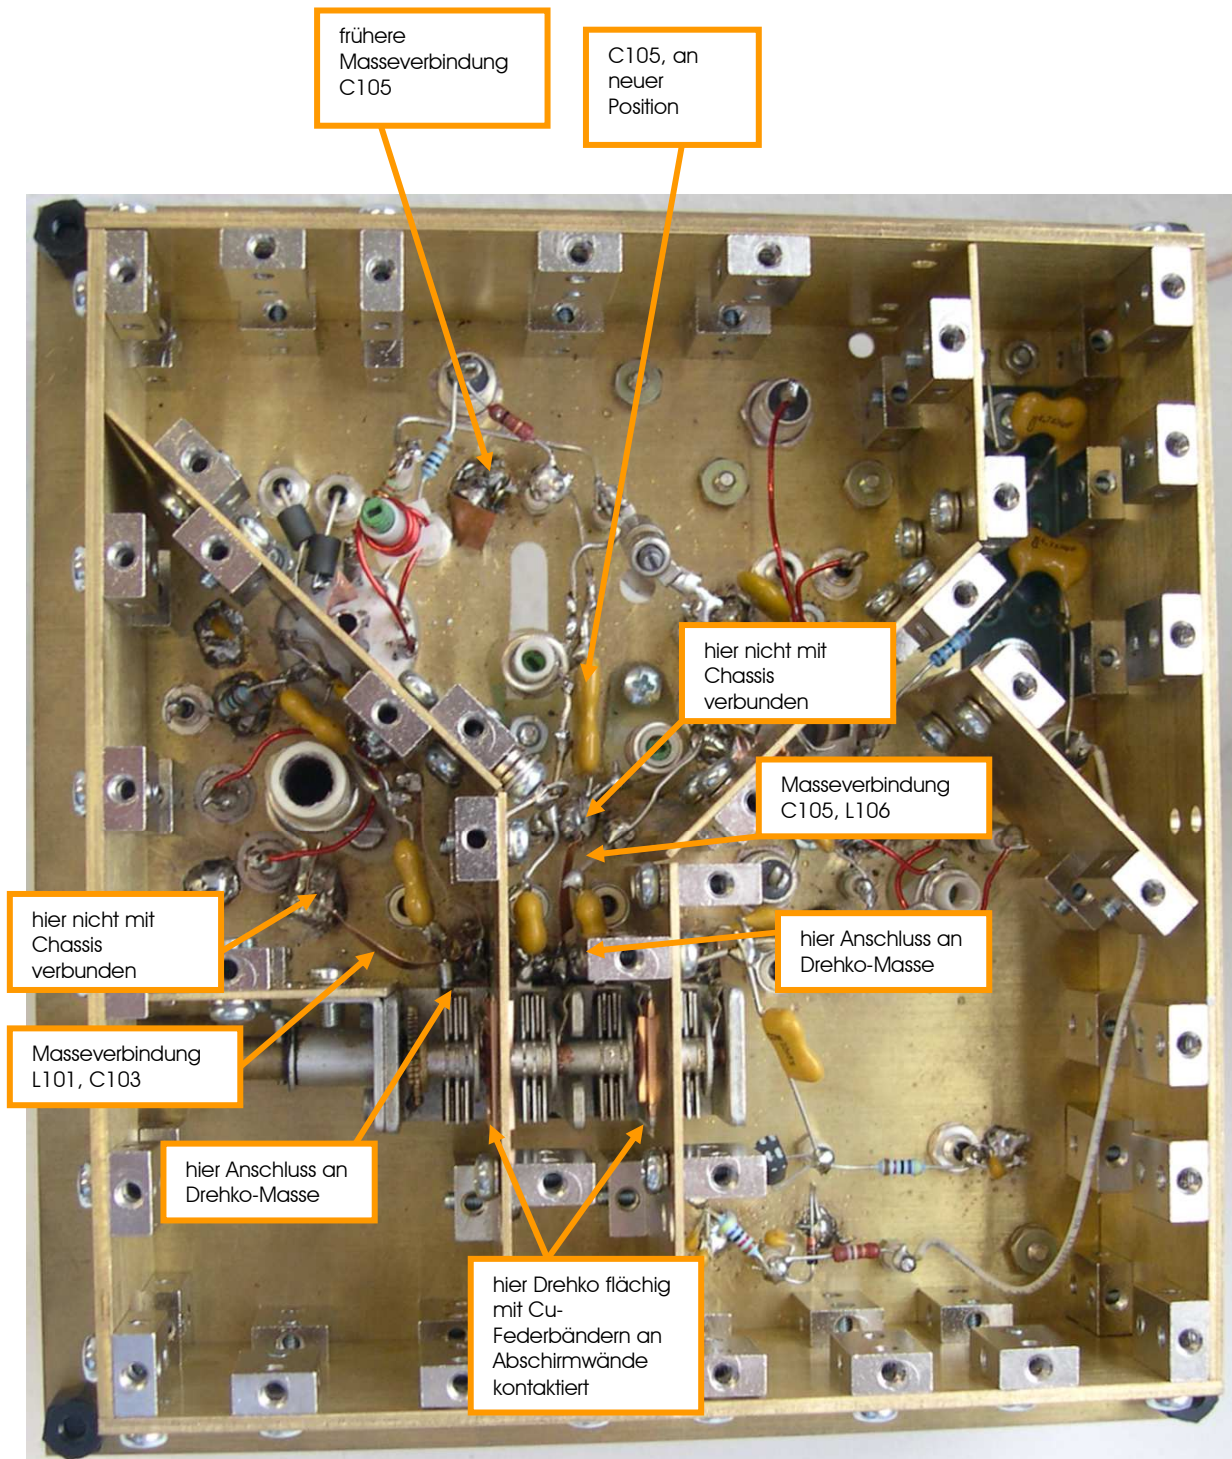 frühere
Masseverbindung
C105
C105, an
neuer
Position
hier nicht mit
Chassis
verbunden
Masseverbindung
C105, L106
hier nicht mit
Chassis
verbunden
hier Anschluss an
Drehko-Masse
Masseverbindung
L101, C103
hier Anschluss an
Drehko-Masse
hier Drehko flächig
mit Cu-
Federbändern an
Abschirmwände
kontaktiert